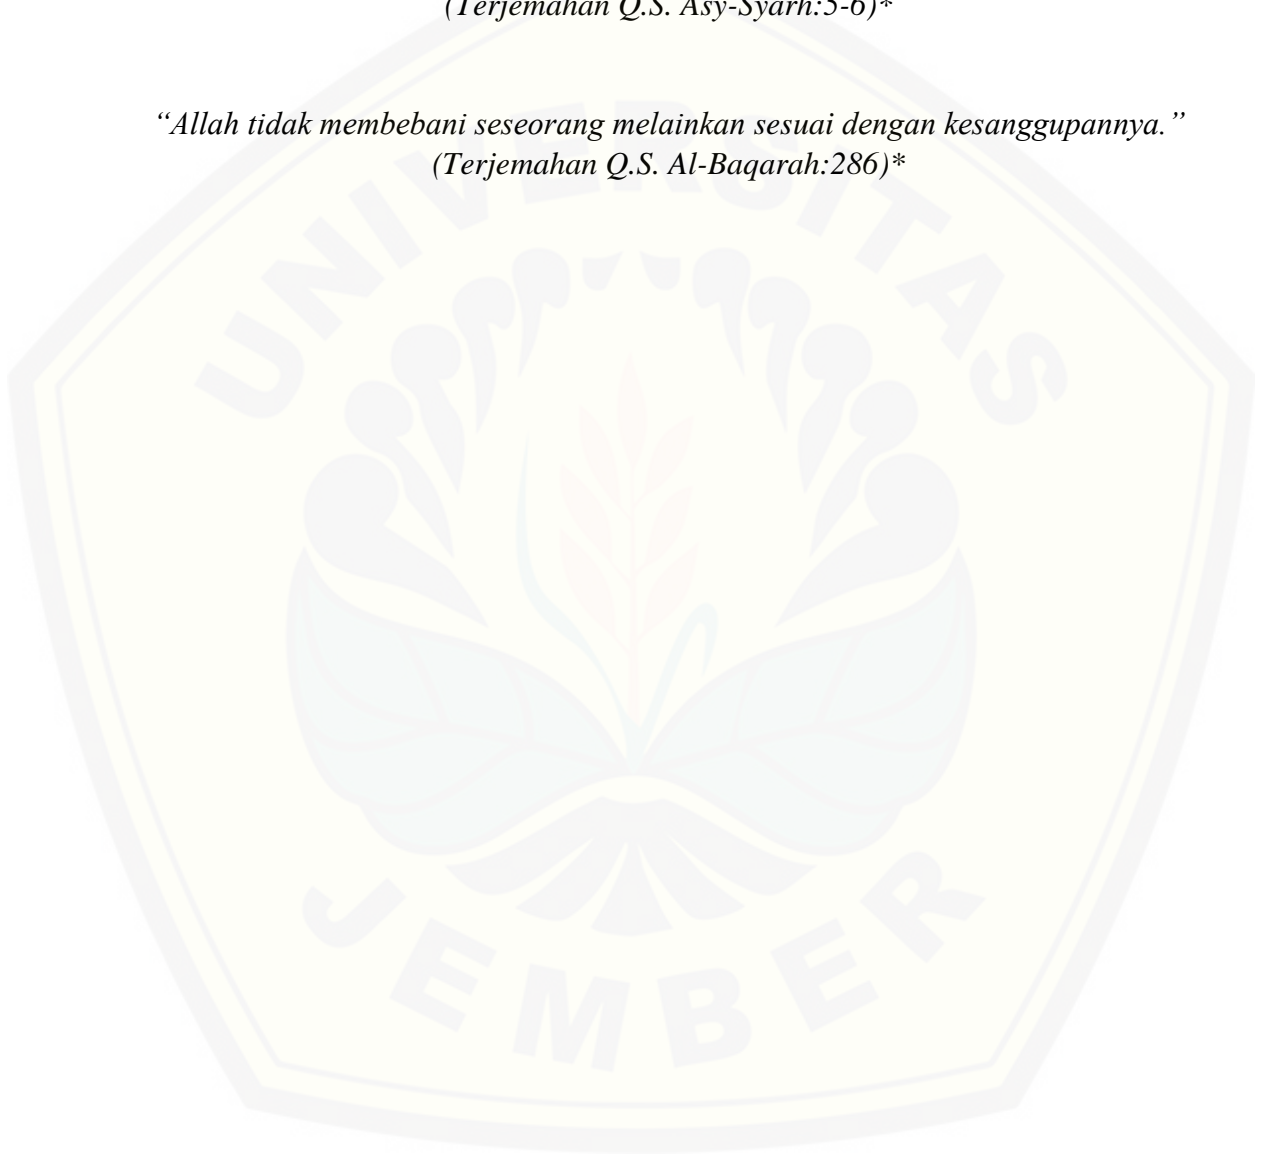 (Terjemahan Q.S. Asy-Syarh:5-6)*
“Allah tidak membebani seseorang melainkan sesuai dengan kesanggupannya.”
(Terjemahan Q.S. Al-Baqarah:286)*
UNIVERSITAS
JEMBER